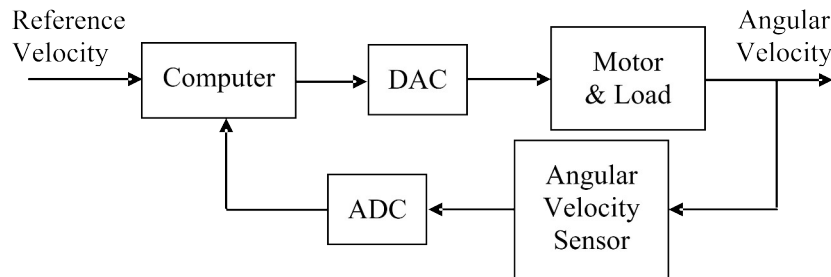 Reference
Velocity
Computer
DAC
Motor
& Load
Angular
Velocity
ADC
Angular
Velocity
Sensor